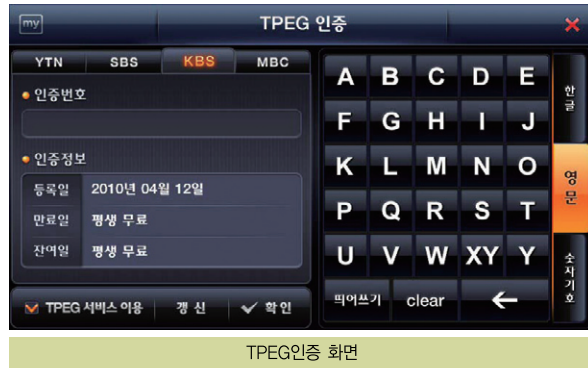 my TPEG 인증
YTN SBS KBS MBC
인증번호
인증정보
등록일 2010년 04월 12일
만료일 평생 무료
잔여일 평생 무료
TPEG 서비스 이용 갱 신 확 인
A B C D E
F G H I J
K L M N O
P Q R S T
U V W XY Y
띄어쓰기 clear
한글
영문
숫자기호
TPEG인증 화면